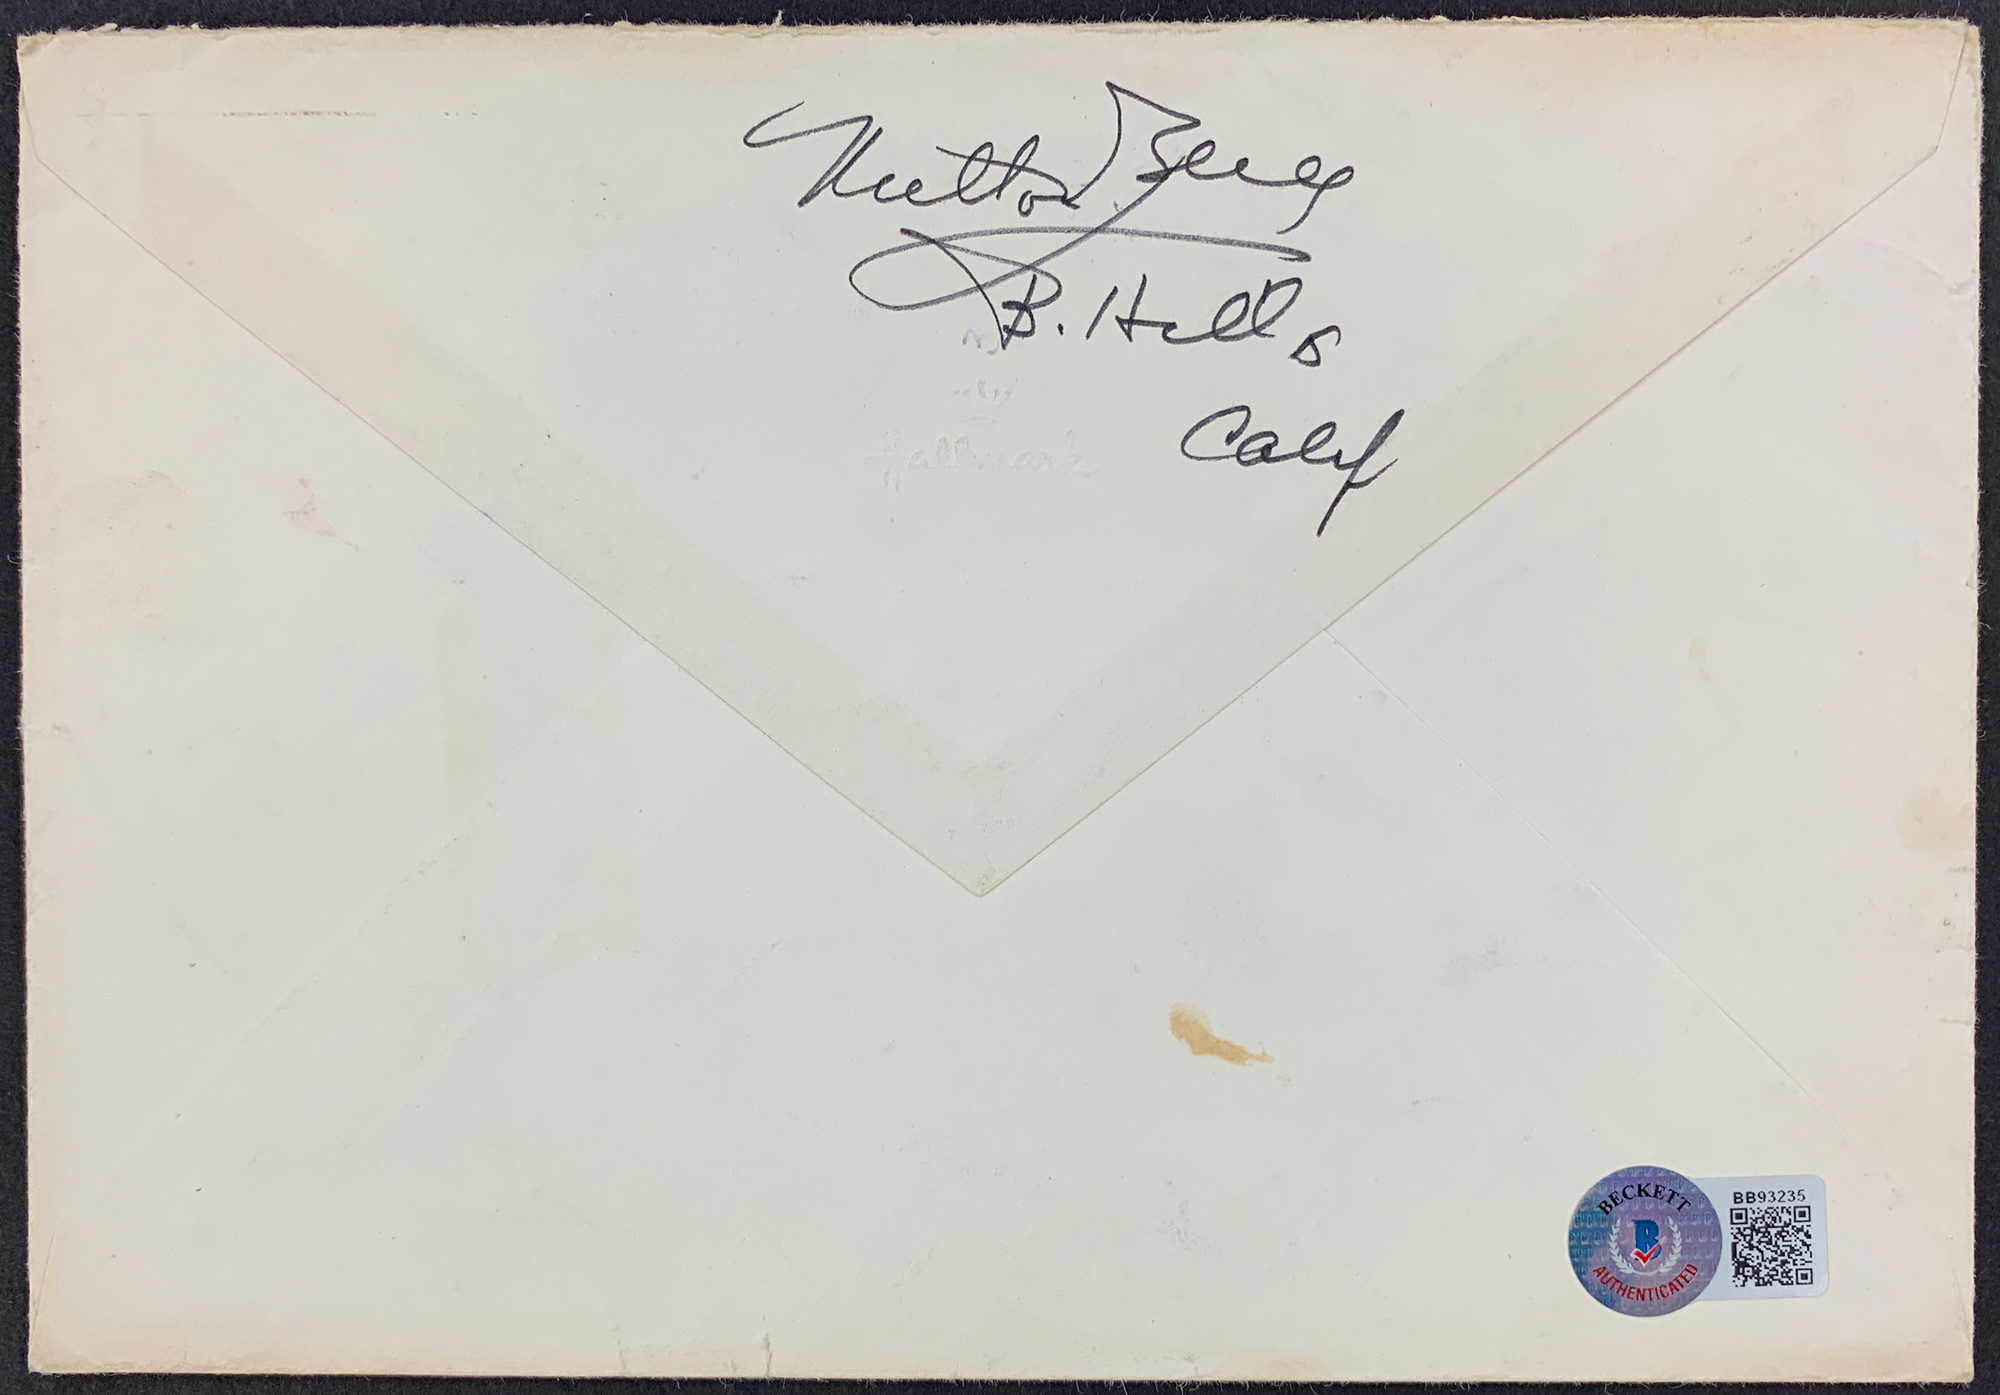 Milton Berle
B. Hills
Calif
BECKETT
B
AUTHENTICATED
BB93235